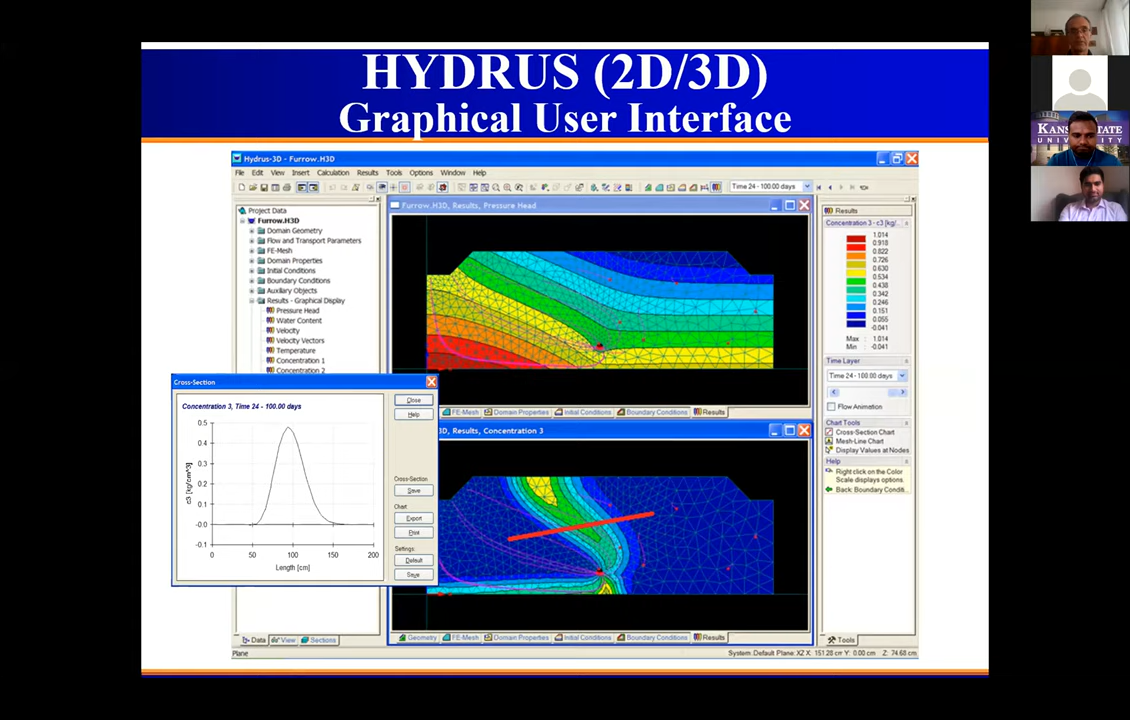 HYDRUS (2D/3D)
Graphical User Interface
Hydrus-3D - Furrow.H3D
File Edit View Insert Calculation Results Tools Options Window Help
Time 24 - 100.00 days
Project Data
Furrow.H3D
Domain Geometry
Flow and Transport Parameters
FE-Mesh
Domain Properties
Initial Conditions
Boundary Conditions
Auxiliary Objects
Results - Graphical Display
Pressure Head
Water Content
Velocity
Velocity Vectors
Temperature
Concentration 1
Concentration 2
Furrow.H3D, Results, Pressure Head
FE-Mesh Domain Properties Initial Conditions Boundary Conditions Results
Results
Concentration 3 - c3 [kg/..
1.014
0.918
0.822
0.726
0.630
0.534
0.438
0.342
0.246
0.151
0.055
-0.041
Max : 1.014
Min : -0.041
Time Layer
Time 24 - 100.00 days
Flow Animation
Chart Tools
Cross-Section Chart
Mesh-Line Chart
Display Values at Nodes
Help
Right click on the Color
Scale displays options.
Back: Boundary Conditi..
Tools
Cross-Section
Concentration 3, Time 24 - 100.00 days
c3 [kg/cm^3]
0.5
0.4
0.3
0.2
0.1
-0.0
-0.1
0 50 100 150 200
Length [cm]
Close
Help
Cross-Section
Save
Chart
Export
Print
Settings:
Default
Save
3D, Results, Concentration 3
Geometry FE-Mesh Domain Properties Initial Conditions Boundary Conditions Results
Data View Sections
Plane
System: Default Plane: XZ X: 151.28 cm Y: 0.00 cm Z: 74.68 cm